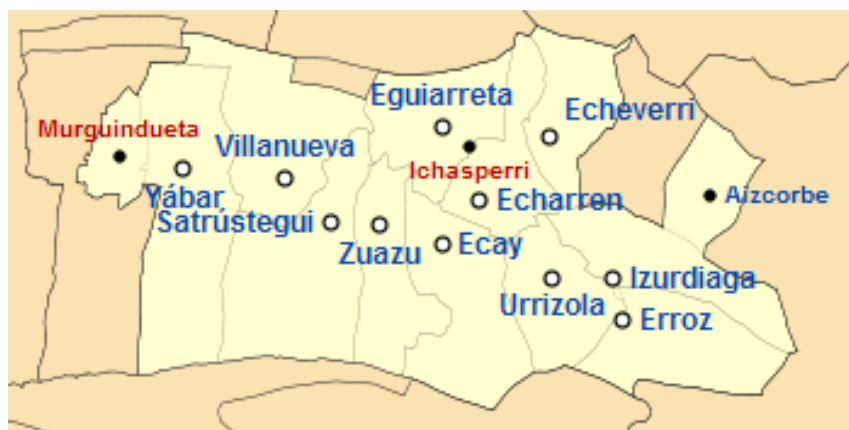 Eguiarreta
Echeverri
Murguindueta
Villanueva
Ichasperri
Yábar
Aizcorbe
Echarren
Satrústegui
Zuazu
Ecay
Izurdiaga
Urrizola
Erroz